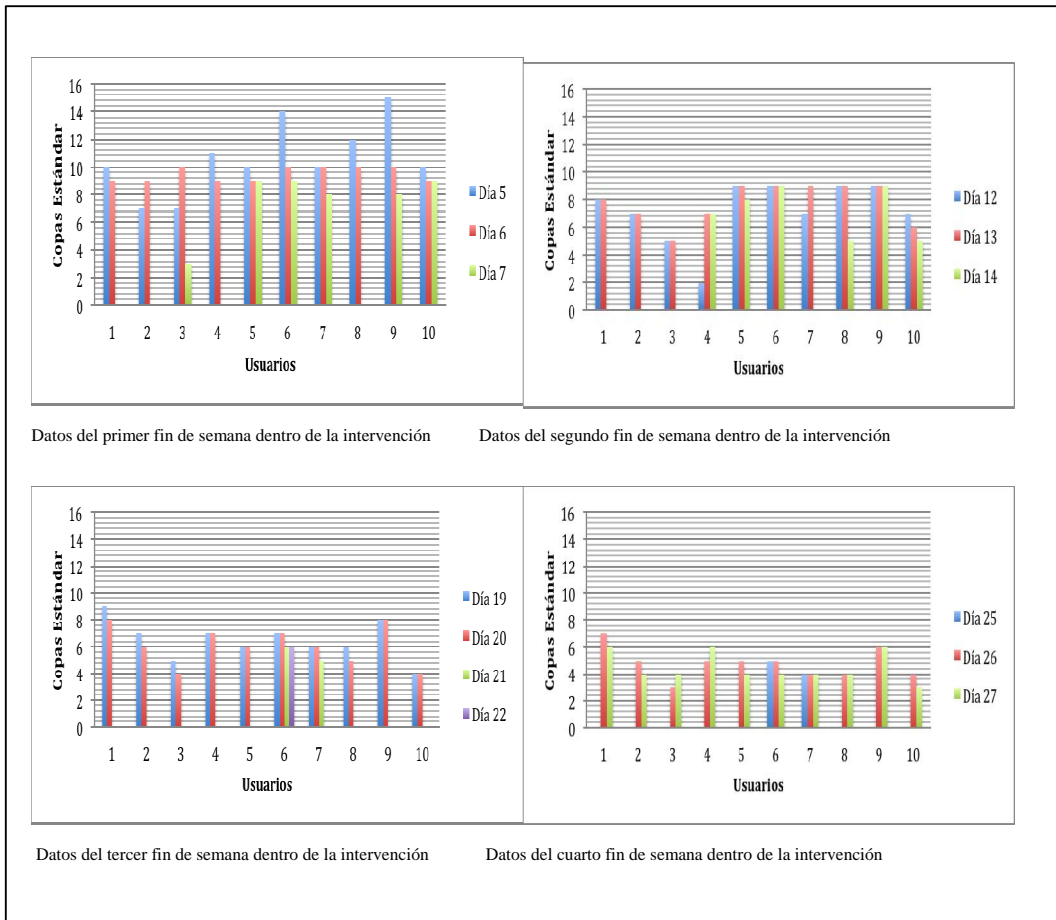 Copas Estándar
16
14
12
10
8
6
4
2
0
1 2 3 4 5 6 7 8 9 10
Usuarios
Día 5
Día 6
Día 7
Copas Estándar
16
14
12
10
8
6
4
2
0
1 2 3 4 5 6 7 8 9 10
Usuarios
Día 12
Día 13
Día 14
Datos del primer fin de semana dentro de la intervención
Datos del segundo fin de semana dentro de la intervención
Copas Estándar
16
14
12
10
8
6
4
2
0
1 2 3 4 5 6 7 8 9 10
Usuarios
Día 19
Día 20
Día 21
Día 22
Copas Estándar
16
14
12
10
8
6
4
2
0
1 2 3 4 5 6 7 8 9 10
Usuarios
Día 25
Día 26
Día 27
Datos del tercer fin de semana dentro de la intervención
Datos del cuarto fin de semana dentro de la intervención